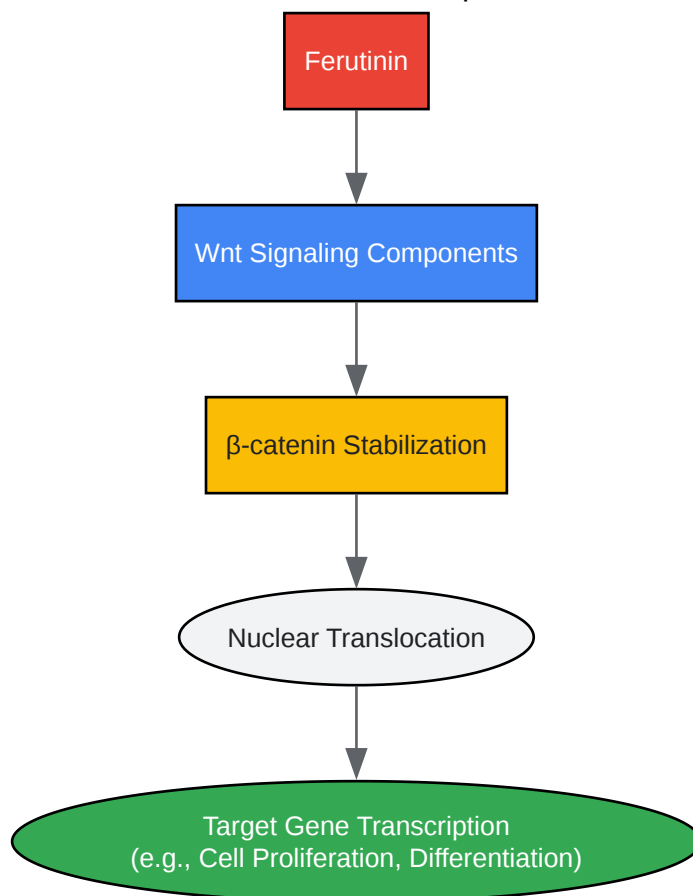 Ferutinin
Wnt Signaling Components
β-catenin Stabilization
Nuclear Translocation
Target Gene Transcription
(e.g., Cell Proliferation, Differentiation)